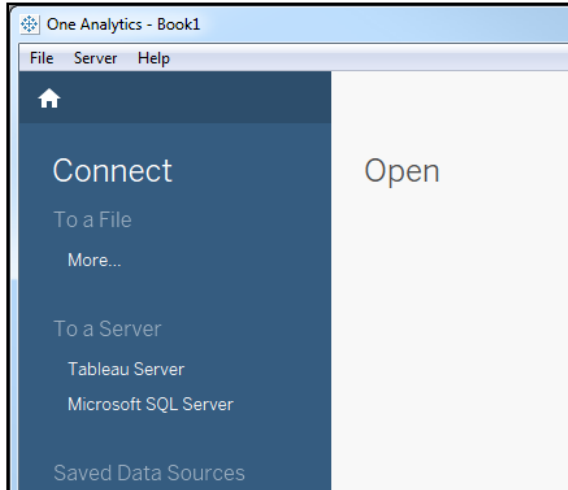 One Analytics - Book1
File Server Help
Connect
To a File
More...
To a Server
Tableau Server
Microsoft SQL Server
Saved Data Sources
Open